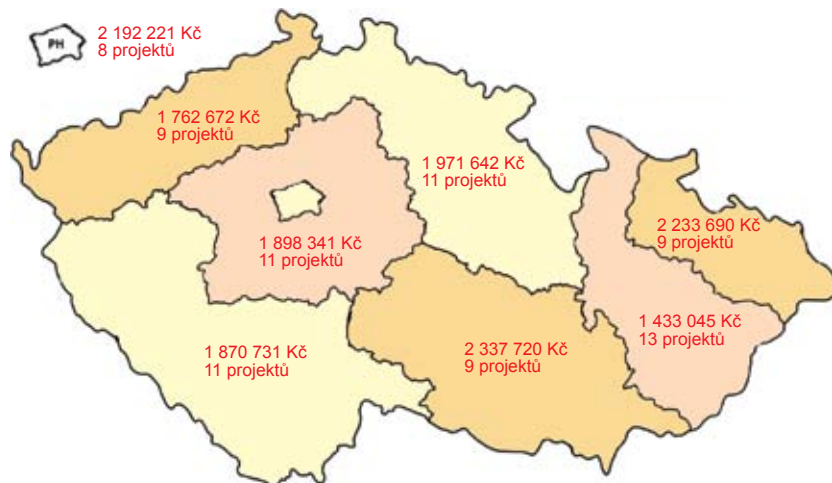 PH
2 192 221 Kč
8 projektů
1 762 672 Kč
9 projektů
1 971 642 Kč
11 projektů
1 898 341 Kč
11 projektů
2 233 690 Kč
9 projektů
1 433 045 Kč
13 projektů
1 870 731 Kč
11 projektů
2 337 720 Kč
9 projektů